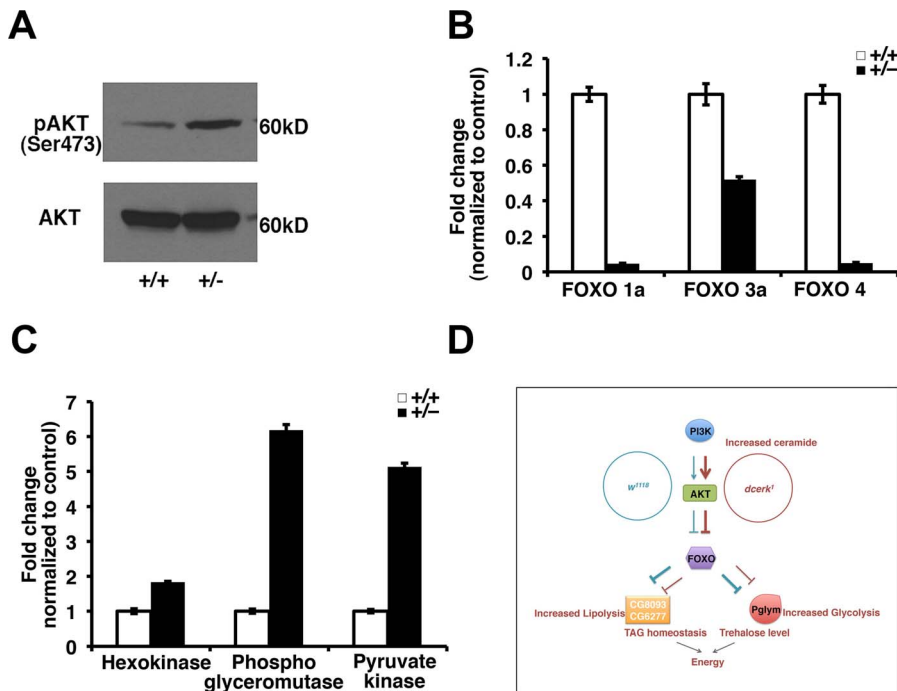 A
pAKT
(Ser473)
60kD
AKT
60kD
+/+
+/-
B
Fold change
(normalized to control)
1.2
1
0.8
0.6
0.4
0.2
0
+/+
+/−
FOXO 1a
FOXO 3a
FOXO 4
C
Fold change
normalized to control)
7
6
5
4
3
2
1
0
+/+
+/−
Hexokinase
Phospho
glyceromutase
Pyruvate
kinase
D
PI3K
Increased ceramide
w1118
AKT
dcerk1
FOXO
Increased Lipolysis
CG8093
CG6277
Pglym
Increased Glycolysis
TAG homeostasis
Trehalose level
Energy